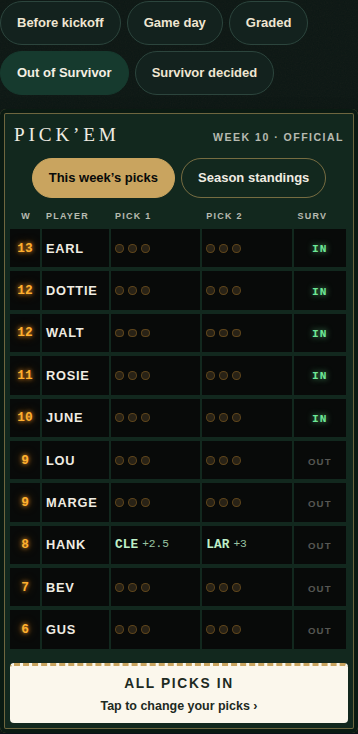 Before kickoff Game day Graded
Out of Survivor Survivor decided
PICK’EM WEEK 10 · OFFICIAL
This week’s picks Season standings
W PLAYER PICK 1 PICK 2 SURV
13 EARL IN
12 DOTTIE IN
12 WALT IN
11 ROSIE IN
10 JUNE IN
9 LOU OUT
9 MARGE OUT
8 HANK CLE +2.5 LAR +3 OUT
7 BEV OUT
6 GUS OUT
ALL PICKS IN
Tap to change your picks ›